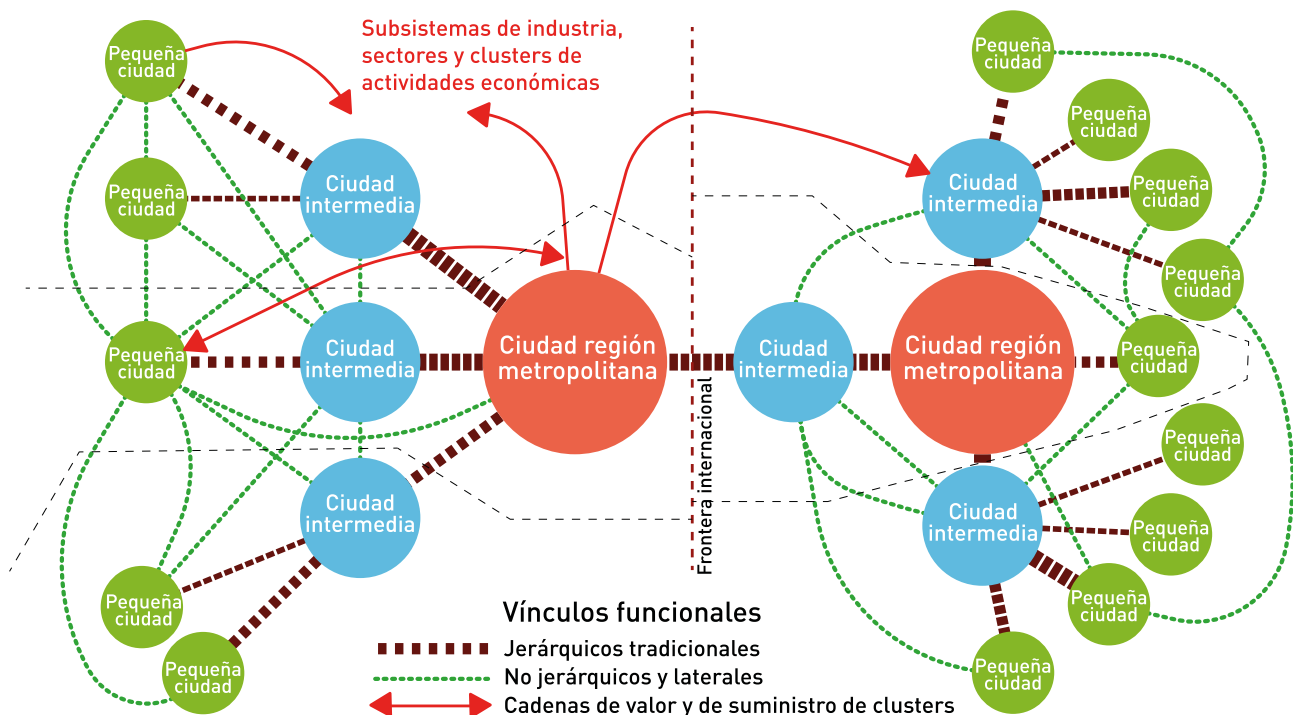 Subsistemas de industria,
sectores y clusters de
actividades económicas
Pequeña
ciudad
Pequeña
ciudad
Pequeña
ciudad
Pequeña
ciudad
Pequeña
ciudad
Ciudad
intermedia
Ciudad
intermedia
Ciudad
intermedia
Ciudad región
metropolitana
Frontera internacional
Ciudad
intermedia
Ciudad
intermedia
Ciudad región
metropolitana
Ciudad
intermedia
Pequeña
ciudad
Pequeña
ciudad
Pequeña
ciudad
Pequeña
ciudad
Pequeña
ciudad
Pequeña
ciudad
Pequeña
ciudad
Pequeña
ciudad
Pequeña
ciudad
Vínculos funcionales
Jerárquicos tradicionales
No jerárquicos y laterales
Cadenas de valor y de suministro de clusters